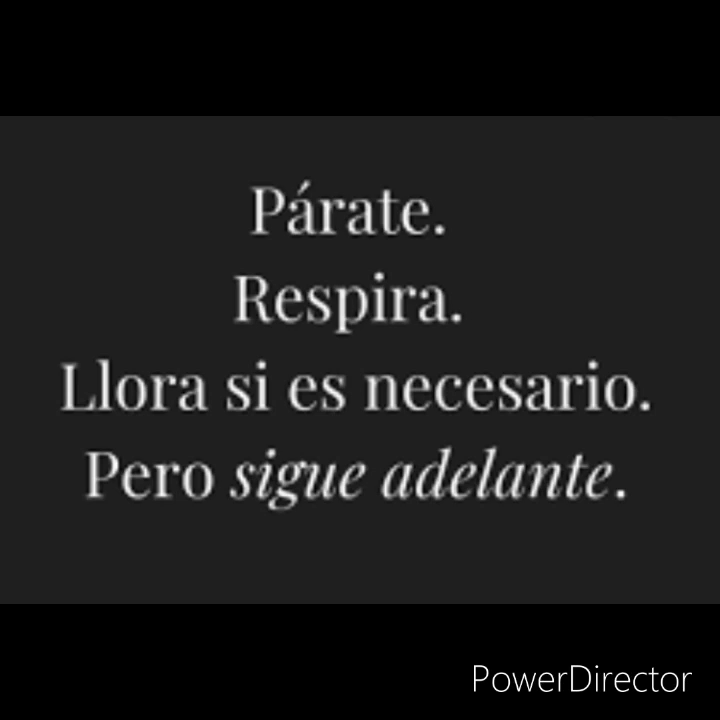 Párate.
Respira.
Llora si es necesario.
Pero sigue adelante.
PowerDirector